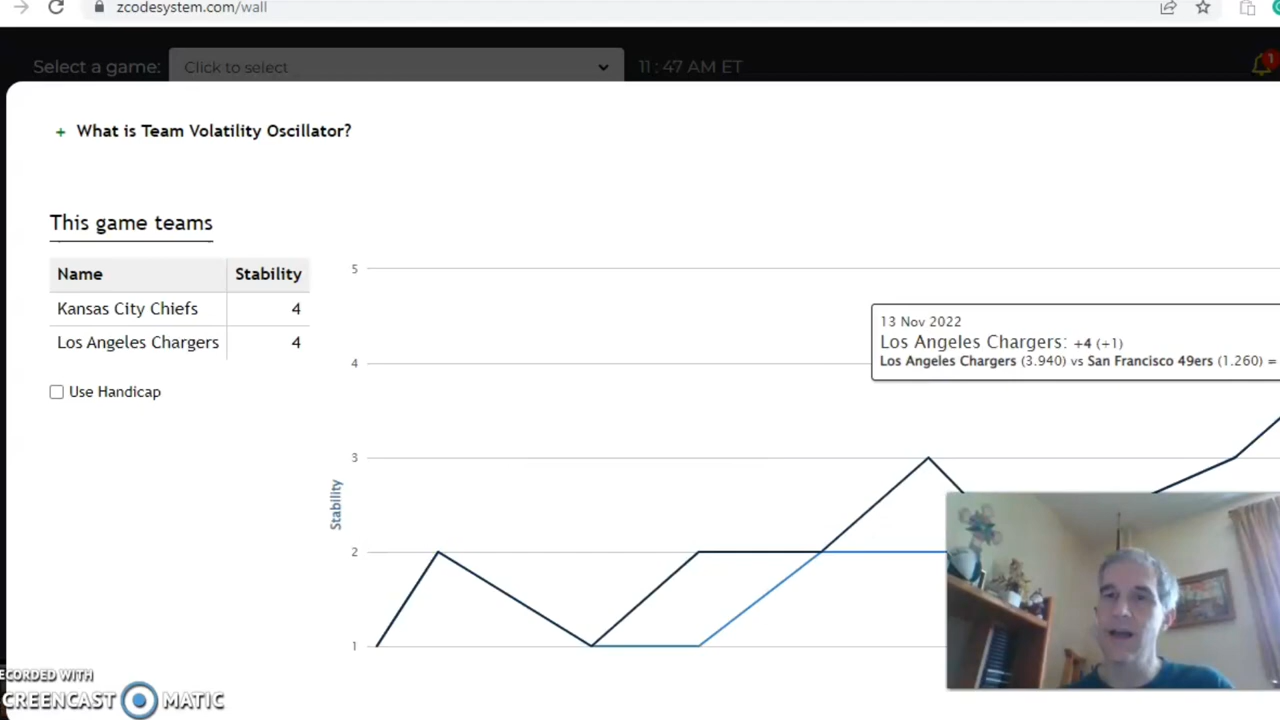 zcodesystem.com/wall
Select a game: Click to select 11:47 AM ET
1
+ What is Team Volatility Oscillator?
This game teams
Name Stability
Kansas City Chiefs 4
Los Angeles Chargers 4
Use Handicap
5
4
3
2
1
Stability
13 Nov 2022
Los Angeles Chargers: +4 (+1)
Los Angeles Chargers (3.940) vs San Francisco 49ers (1.260) =
ECORDED WITH
CREENCAST MATIC